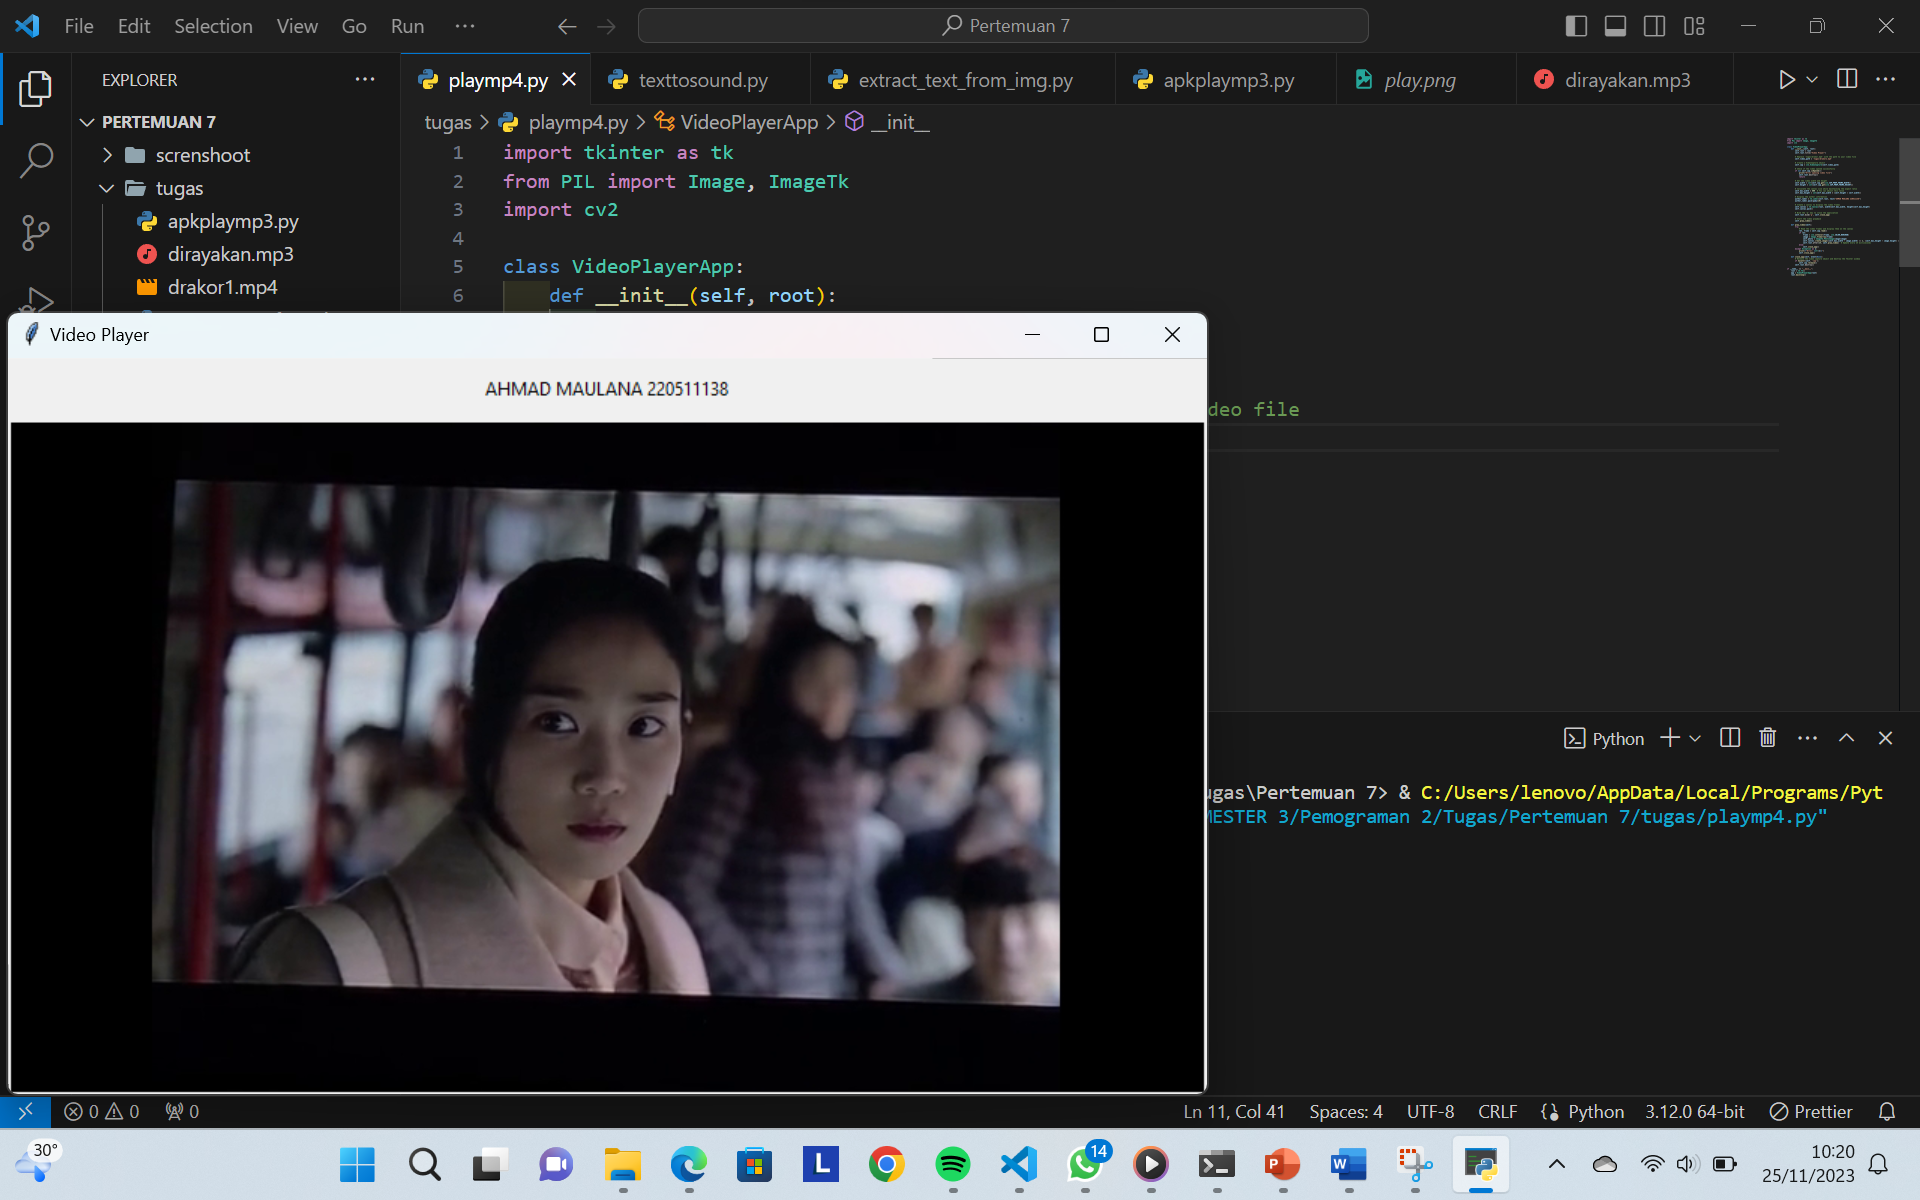 File Edit Selection View Go Run ··· Pertemuan 7
EXPLORER ···
playmp4.py texttosound.py extract_text_from_img.py apkplaymp3.py play.png dirayakan.mp3
PERTEMUAN 7
screnshoot
tugas
apkplaymp3.py
dirayakan.mp3
drakor1.mp4
tugas > playmp4.py > VideoPlayerApp > __init__
1 import tkinter as tk
2 from PIL import Image, ImageTk
3 import cv2
4
5 class VideoPlayerApp:
6 def __init__(self, root):
deo file
Video Player
AHMAD MAULANA 220511138
Python
ugas\Pertemuan 7> & C:/Users/lenovo/AppData/Local/Programs/Pyt
MESTER 3/Pemograman 2/Tugas/Pertemuan 7/tugas/playmp4.py"
0 0 0 Ln 11, Col 41 Spaces: 4 UTF-8 CRLF Python 3.12.0 64-bit Prettier
30°
L
14
P
W
10:20
25/11/2023